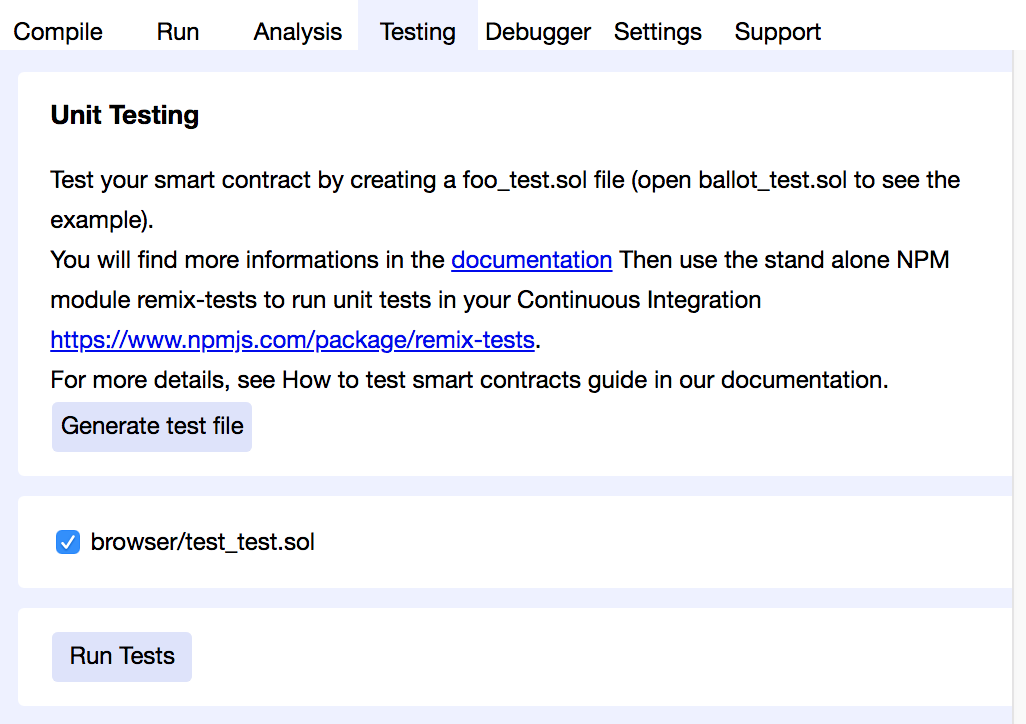 Compile Run Analysis Testing Debugger Settings Support
Unit Testing
Test your smart contract by creating a foo_test.sol file (open ballot_test.sol to see the
example).
You will find more informations in the documentation Then use the stand alone NPM
module remix-tests to run unit tests in your Continuous Integration
https://www.npmjs.com/package/remix-tests.
For more details, see How to test smart contracts guide in our documentation.
Generate test file
browser/test_test.sol
Run Tests